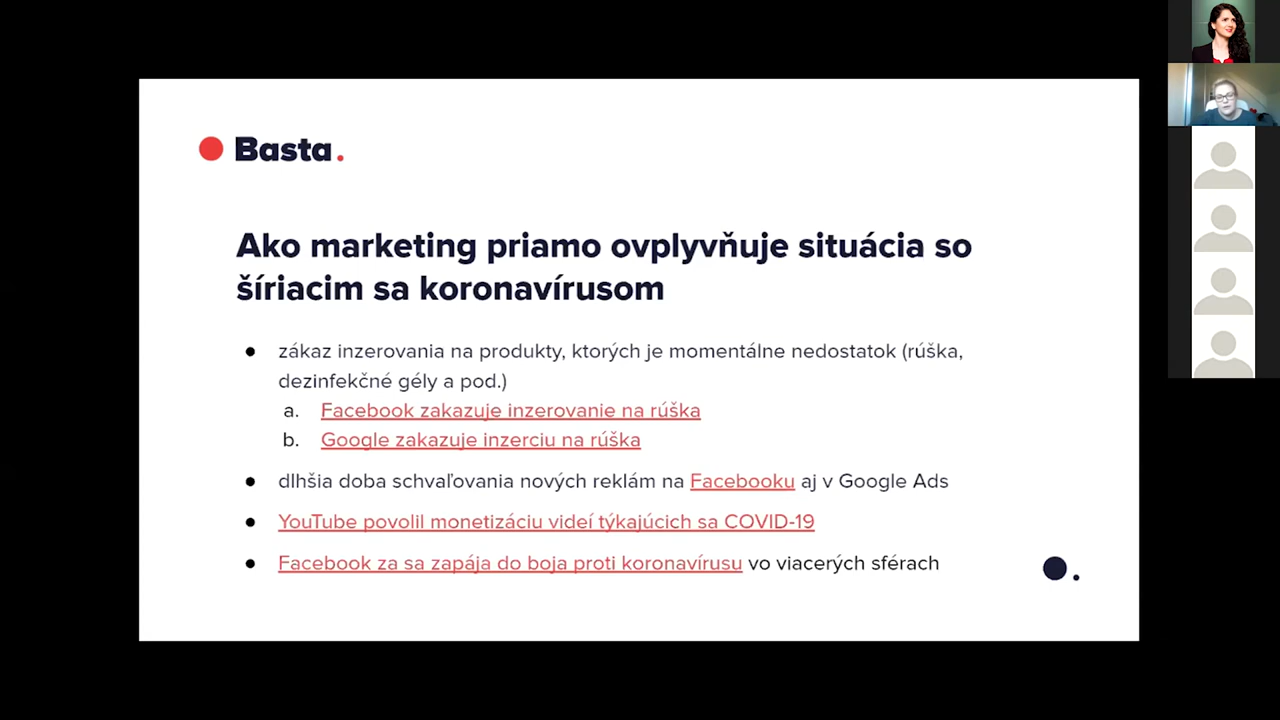 Basta.
Ako marketing priamo ovplyvňuje situácia so
šíriacim sa koronavírusom
● zákaz inzerovania na produkty, ktorých je momentálne nedostatok (rúška,
dezinfekčné gély a pod.)
a. Facebook zakazuje inzerovanie na rúška
b. Google zakazuje inzerciu na rúška
● dlhšia doba schvaľovania nových reklám na Facebooku aj v Google Ads
● YouTube povolil monetizáciu videí týkajúcich sa COVID-19
● Facebook za sa zapája do boja proti koronavírusu vo viacerých sférach